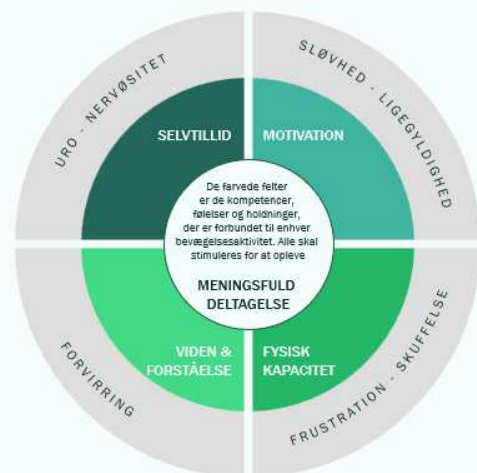 URO - NERVØSITET
SLØVHED - LIGEGYLDIGHED
SELVTILLID
MOTIVATION
De farvede felter
er de kompetencer,
følelser og holdninger,
der er forbundet til enhver
bevægelsesaktivitet. Alle skal
stimuleres for at opleve
MENINGSFULD
DELTAGELSE
VIDEN &
FORSTÅELSE
FYSISK
KAPACITET
FORVIRRING
FRUSTRATION - SKUFFELSE